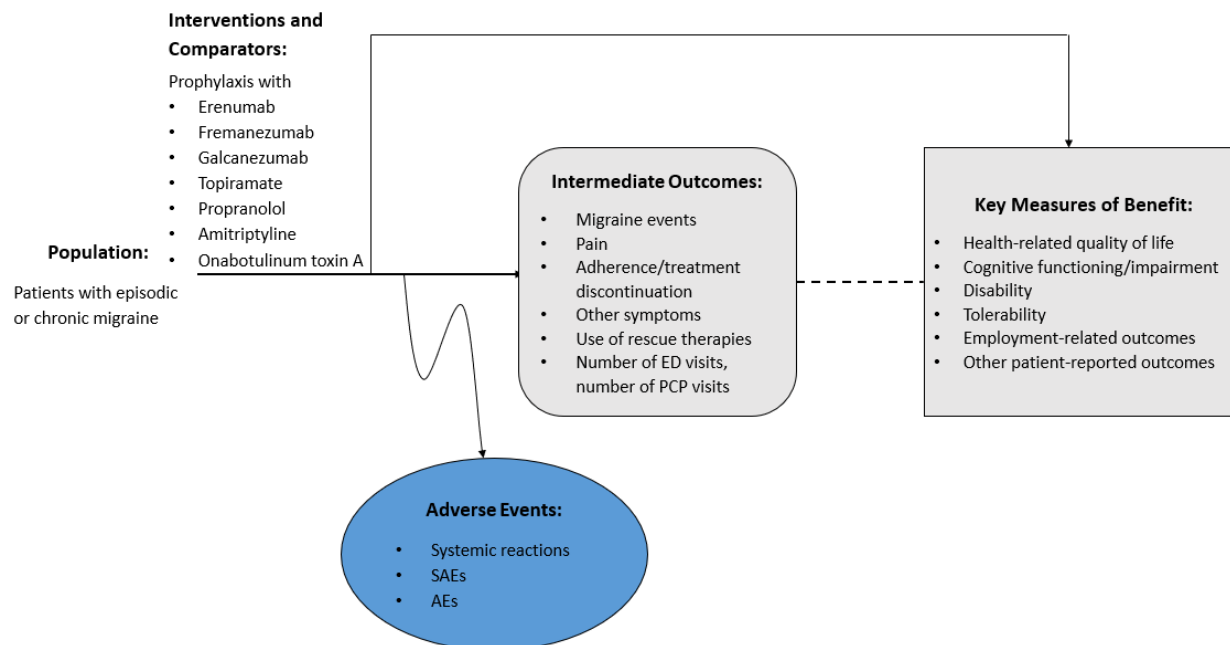 Interventions and
Comparators:
Prophylaxis with
• Erenumab
• Fremanezumab
• Galcanezumab
• Topiramate
• Propranolol
• Amitriptyline
• Onabotulinum toxin A
Population:
Patients with episodic
or chronic migraine
Intermediate Outcomes:
• Migraine events
• Pain
• Adherence/treatment
discontinuation
• Other symptoms
• Use of rescue therapies
• Number of ED visits,
number of PCP visits
Key Measures of Benefit:
• Health-related quality of life
• Cognitive functioning/impairment
• Disability
• Tolerability
• Employment-related outcomes
• Other patient-reported outcomes
Adverse Events:
• Systemic reactions
• SAEs
• AEs